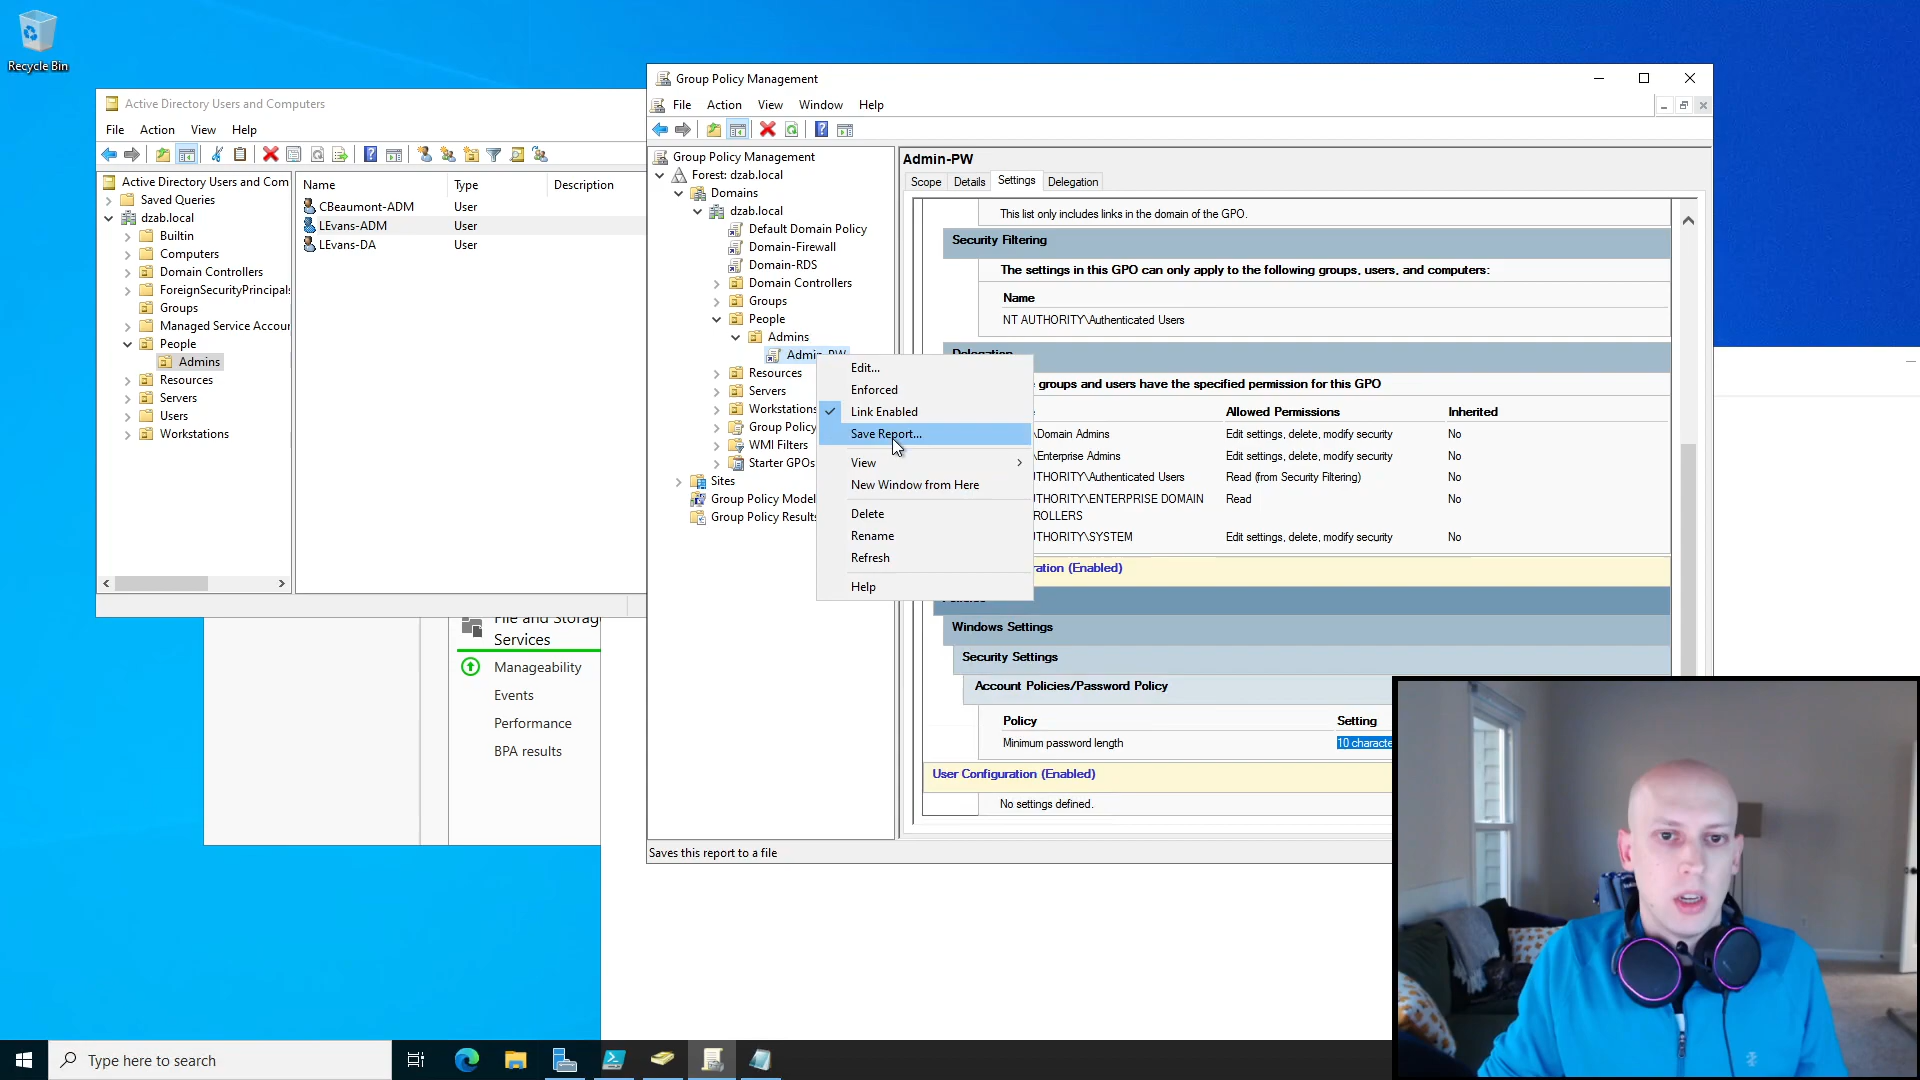 Recycle Bin
Active Directory Users and Computers
File Action View Help
Active Directory Users and Com
Saved Queries
dzab.local
Builtin
Computers
Domain Controllers
ForeignSecurityPrincipals
Groups
Managed Service Accour
People
Admins
Resources
Servers
Users
Workstations
Name Type Description
CBeaumont-ADM User
LEvans-ADM User
LEvans-DA User
File and Storag
Services
Manageability
Events
Performance
BPA results
Group Policy Management
File Action View Window Help
Group Policy Management
Forest: dzab.local
Domains
dzab.local
Default Domain Policy
Domain-Firewall
Domain-RDS
Domain Controllers
Groups
People
Admins
Admin-PW
Resources
Servers
Workstations
Group Policy
WMI Filters
Starter GPOs
Sites
Group Policy Model
Group Policy Results
Saves this report to a file
Edit...
Enforced
Link Enabled
Save Report...
View
New Window from Here
Delete
Rename
Refresh
Help
Admin-PW
Scope Details Settings Delegation
This list only includes links in the domain of the GPO.
Security Filtering
The settings in this GPO can only apply to the following groups, users, and computers:
Name
NT AUTHORITY\Authenticated Users
Delegation
groups and users have the specified permission for this GPO
Allowed Permissions Inherited
\Domain Admins Edit settings, delete, modify security No
\Enterprise Admins Edit settings, delete, modify security No
UTHORITY\Authenticated Users Read (from Security Filtering) No
UTHORITY\ENTERPRISE DOMAIN Read No
ROLLERS
UTHORITY\SYSTEM Edit settings, delete, modify security No
ration (Enabled)
Windows Settings
Security Settings
Account Policies/Password Policy
Policy Setting
Minimum password length 10 characte
User Configuration (Enabled)
No settings defined.
Type here to search